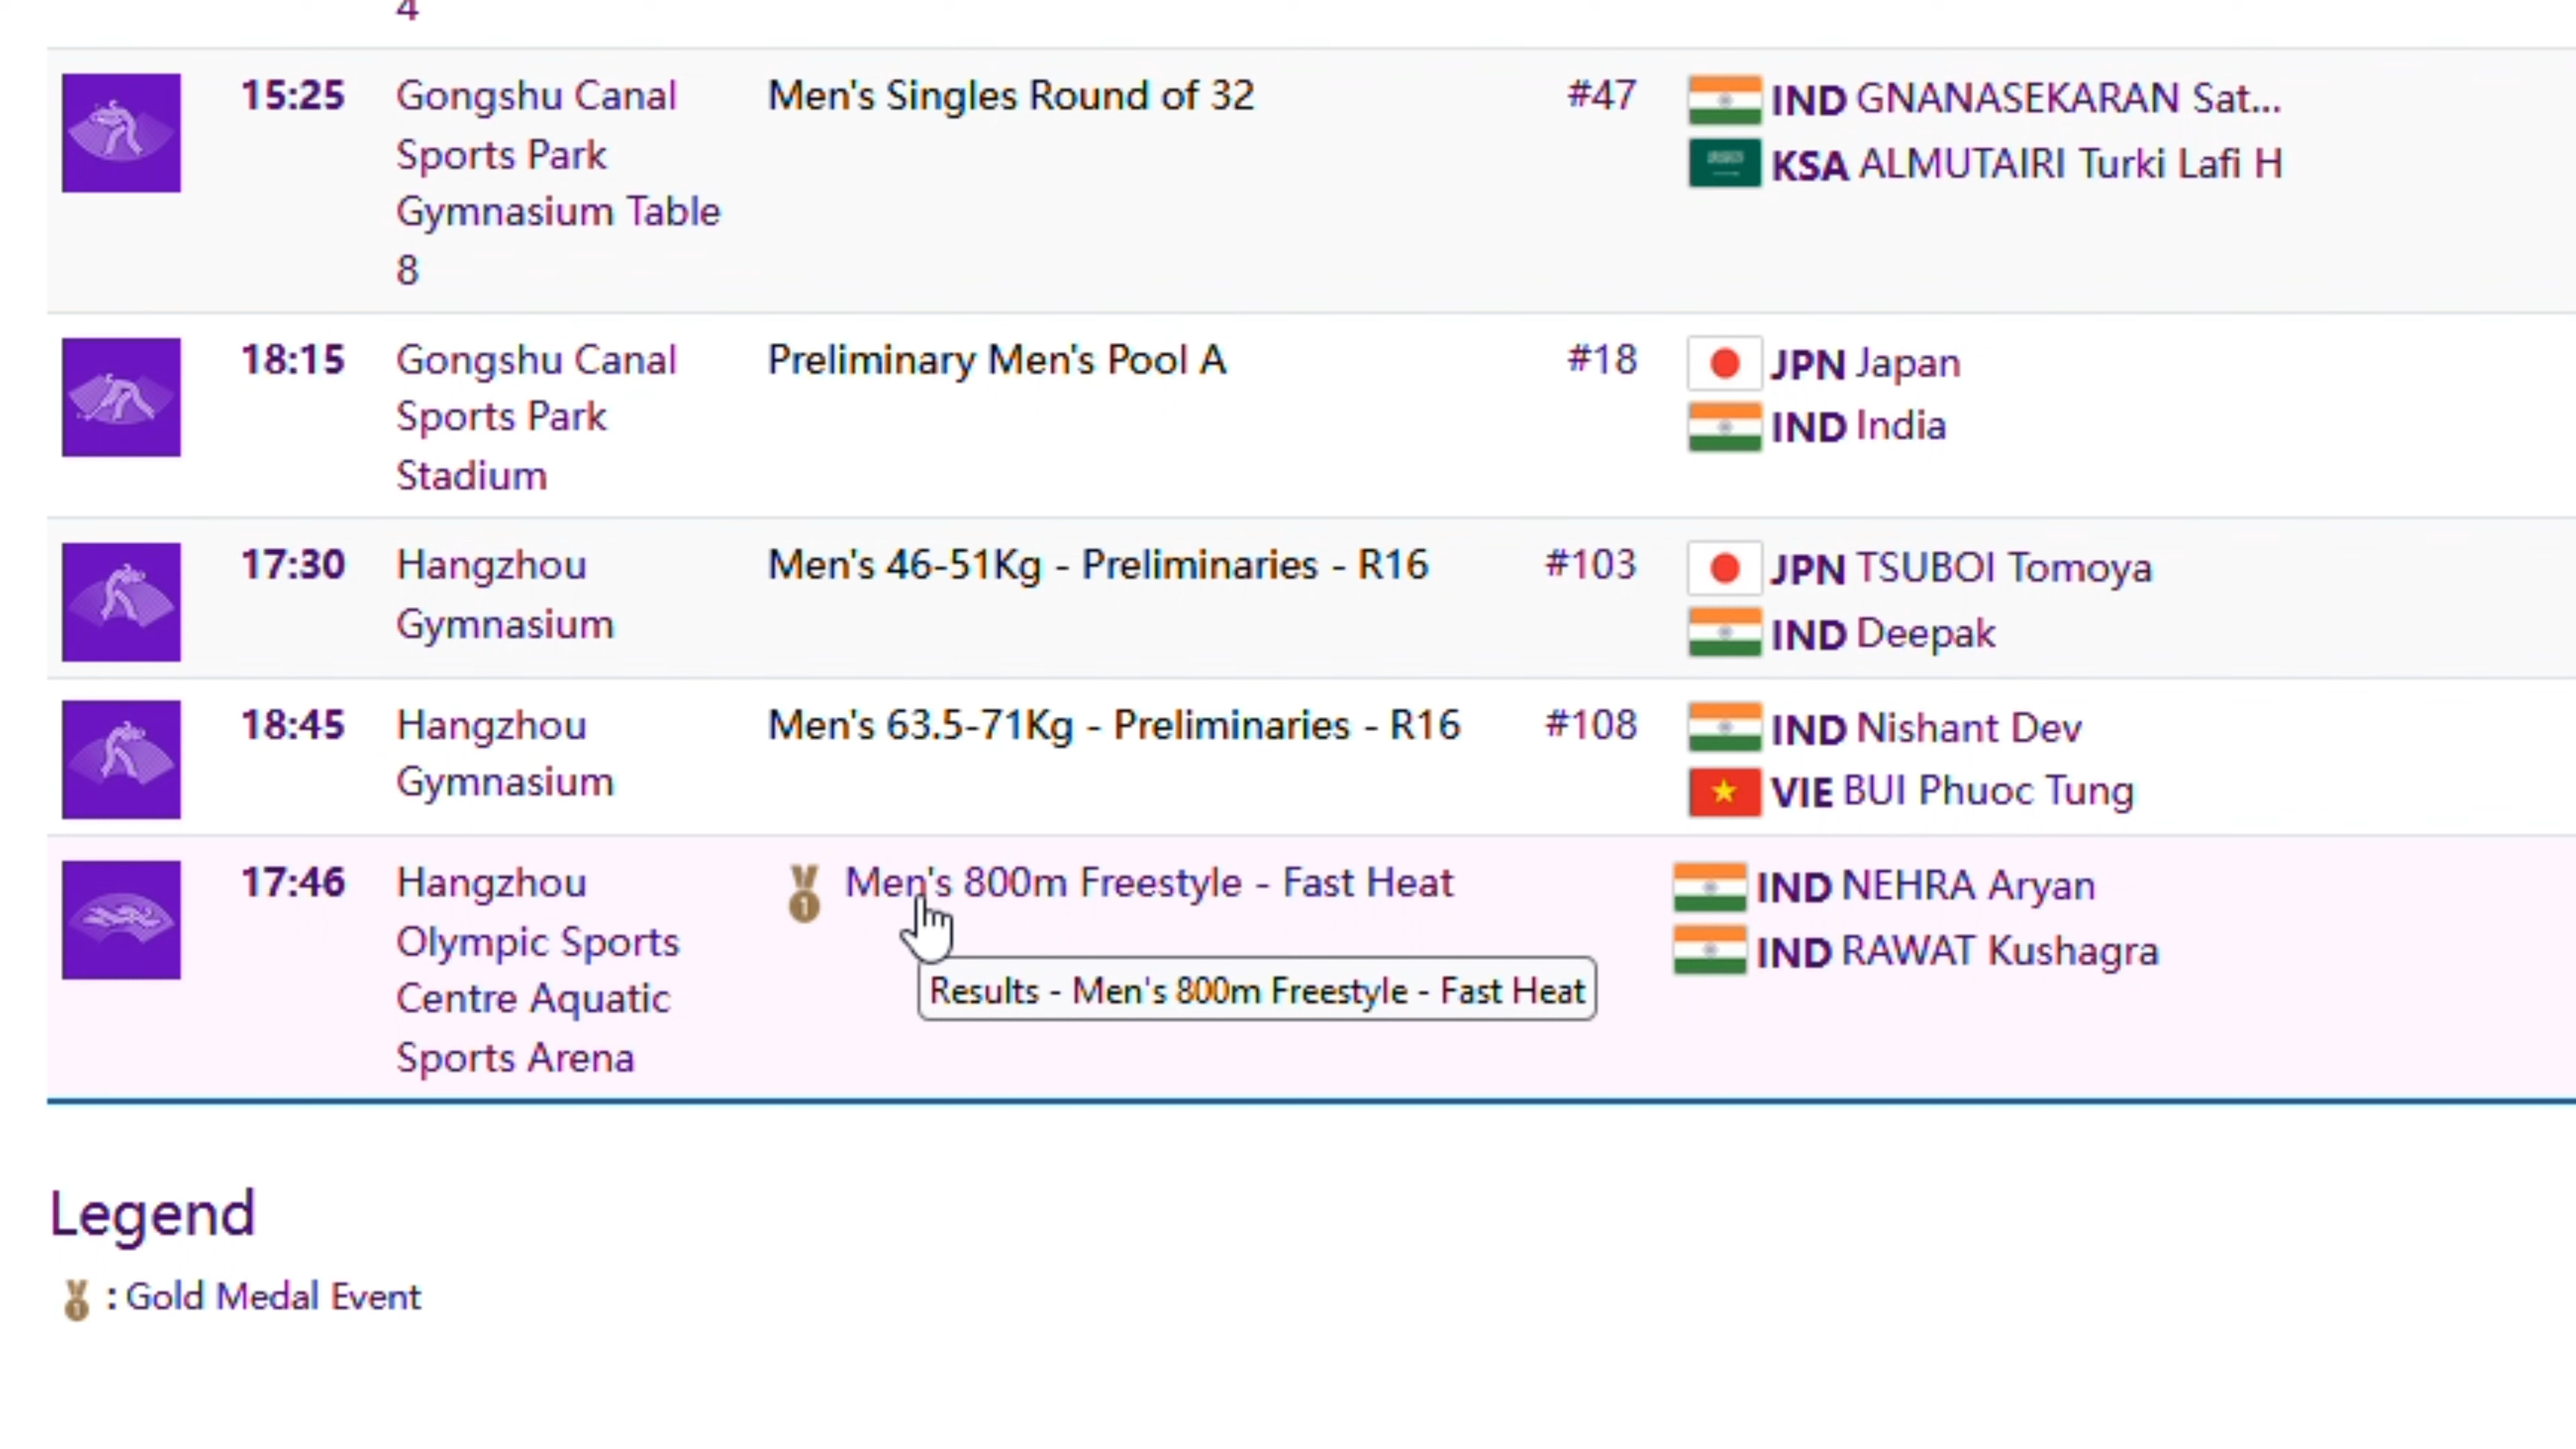 4
15:25 Gongshu Canal Men's Singles Round of 32 #47 IND GNANASEKARAN Sat...
Sports Park KSA ALMUTAIRI Turki Lafi H
Gymnasium Table
8
18:15 Gongshu Canal Preliminary Men's Pool A #18 JPN Japan
Sports Park IND India
Stadium
17:30 Hangzhou Men's 46-51Kg - Preliminaries - R16 #103 JPN TSUBOI Tomoya
Gymnasium IND Deepak
18:45 Hangzhou Men's 63.5-71Kg - Preliminaries - R16 #108 IND Nishant Dev
Gymnasium VIE BUI Phuoc Tung
17:46 Hangzhou 1 Men's 800m Freestyle - Fast Heat IND NEHRA Aryan
Olympic Sports IND RAWAT Kushagra
Results - Men's 800m Freestyle - Fast Heat
Centre Aquatic
Sports Arena
Legend
1 : Gold Medal Event